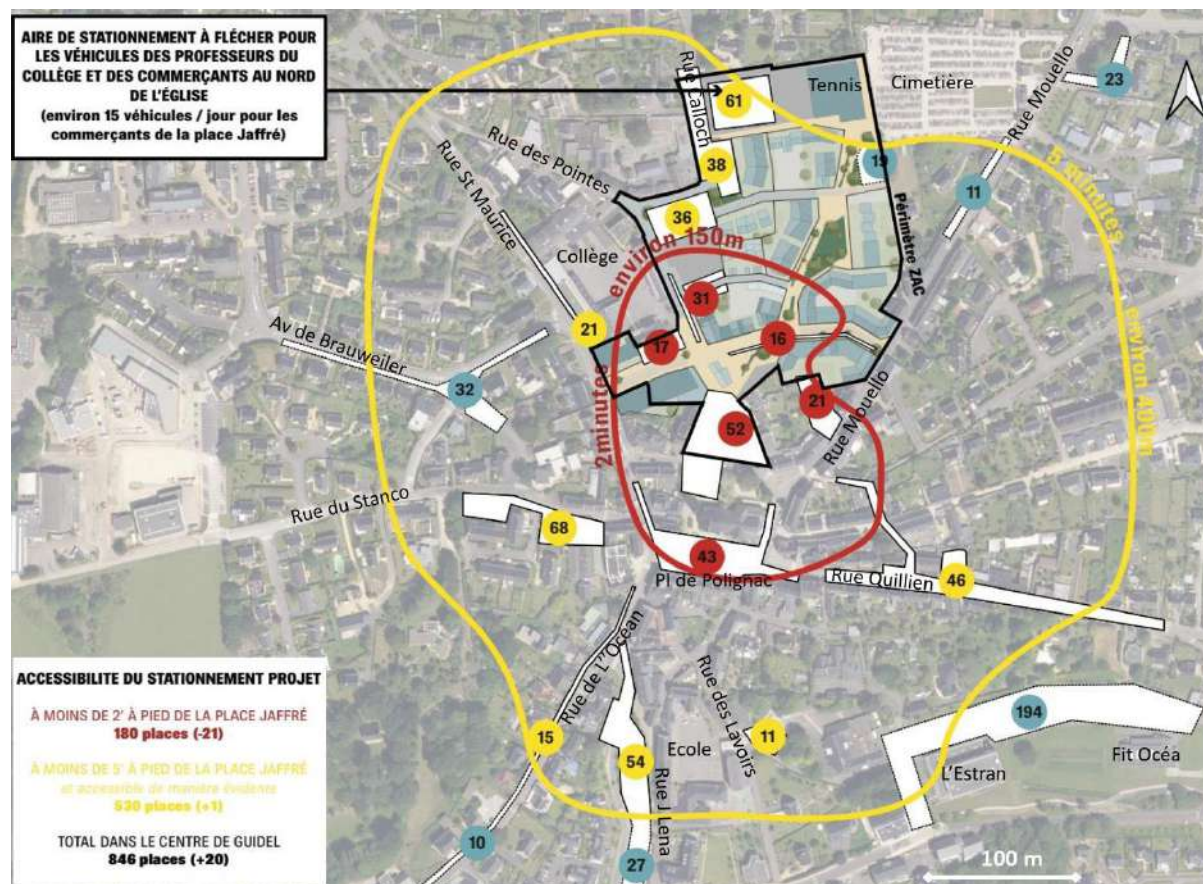 AIRE DE STATIONNEMENT À FLÉCHER POUR
LES VÉHICULES DES PROFESSEURS DU
COLLÈGE ET DES COMMERÇANTS AU NORD
DE L'ÉGLISE
(environ 15 véhicules / jour pour les
commerçants de la place Jaffré)
Rue Calloch
61
Tennis
Cimetière
Rue Mouello
23
Rue des Pointes
38
19
11
5 minutes
Rue St Maurice
36
Périmètre ZAC
Collège
environ 150m
31
21
17
16
environ 400m
Av de Brauweiler
32
2minutes
21
52
Rue Mouello
Rue du Stanco
68
43
Pl de Polignac
Rue Quillien
46
Rue de L''Océan
Rue des Lavoirs
194
15
54
Ecole
11
L'Estran
Fit Océa
Rue J Lena
10
27
100 m
ACCESSIBILITE DU STATIONNEMENT PROJET
À MOINS DE 2' À PIED DE LA PLACE JAFFRÉ
180 places (-21)
À MOINS DE 5' À PIED DE LA PLACE JAFFRÉ
et accessible de manière évidente
530 places (+1)
TOTAL DANS LE CENTRE DE GUIDEL
846 places (+20)